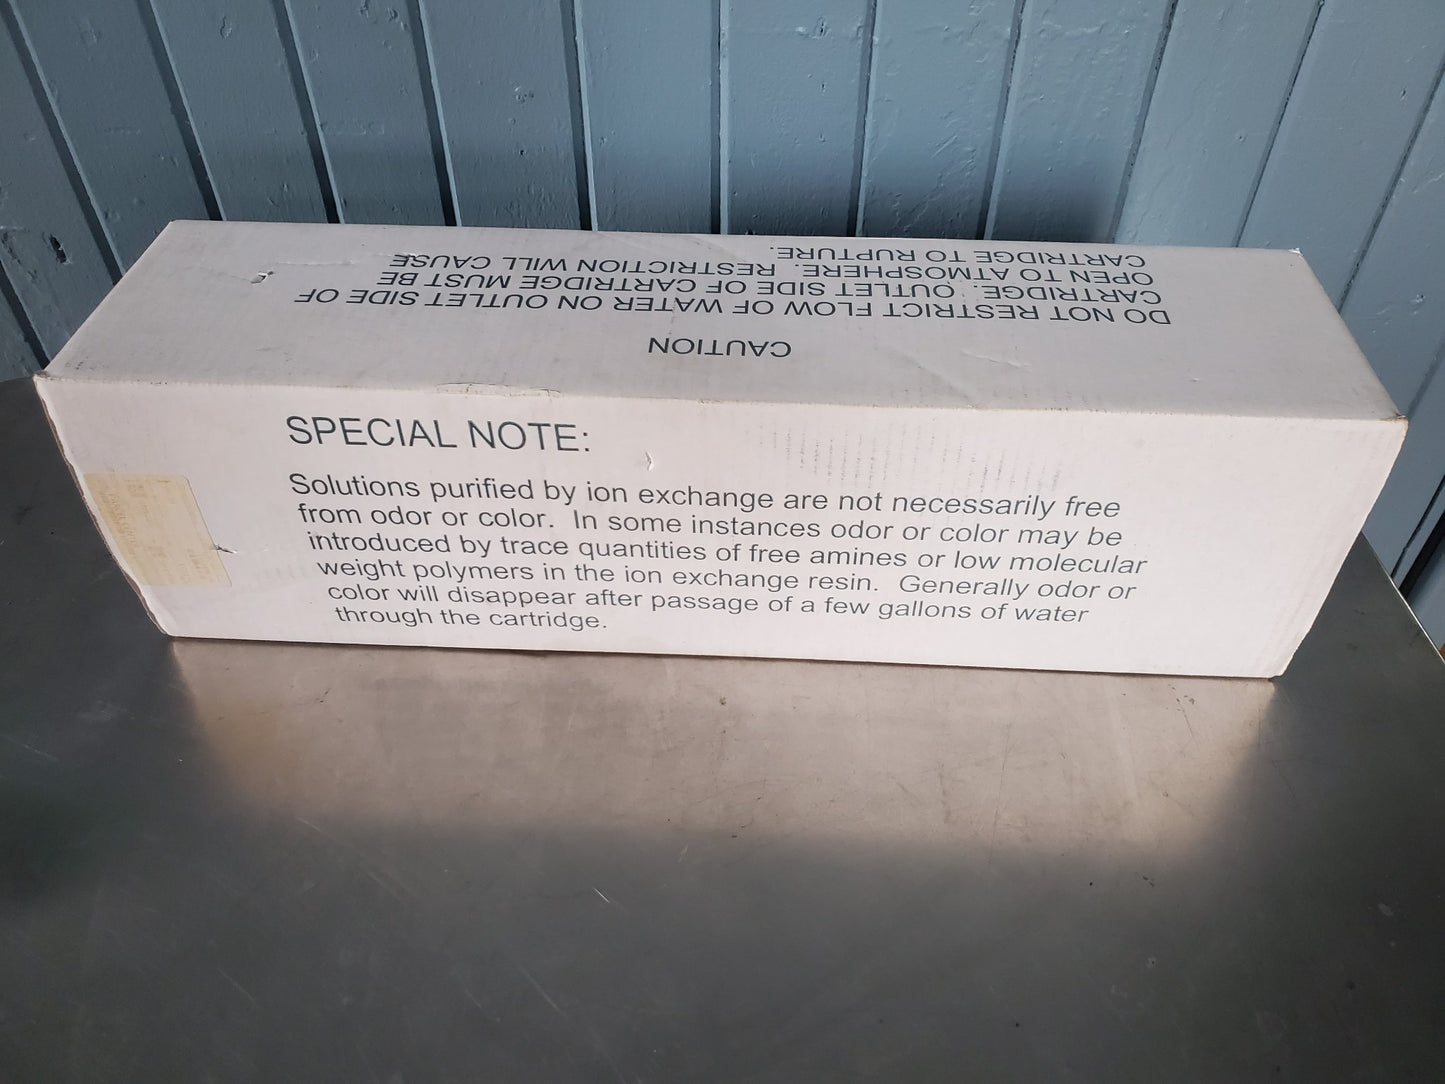 CAUTION
DO NOT RESTRICT FLOW OF WATER ON OUTLET SIDE OF
CARTRIDGE. OUTLET SIDE OF CARTRIDGE MUST BE
OPEN TO ATMOSPHERE. RESTRICTION WILL CAUSE
CARTRIDGE TO RUPTURE.
SPECIAL NOTE:
Solutions purified by ion exchange are not necessarily free
from odor or color. In some instances odor or color may be
introduced by trace quantities of free amines or low molecular
weight polymers in the ion exchange resin. Generally odor or
color will disappear after passage of a few gallons of water
through the cartridge.